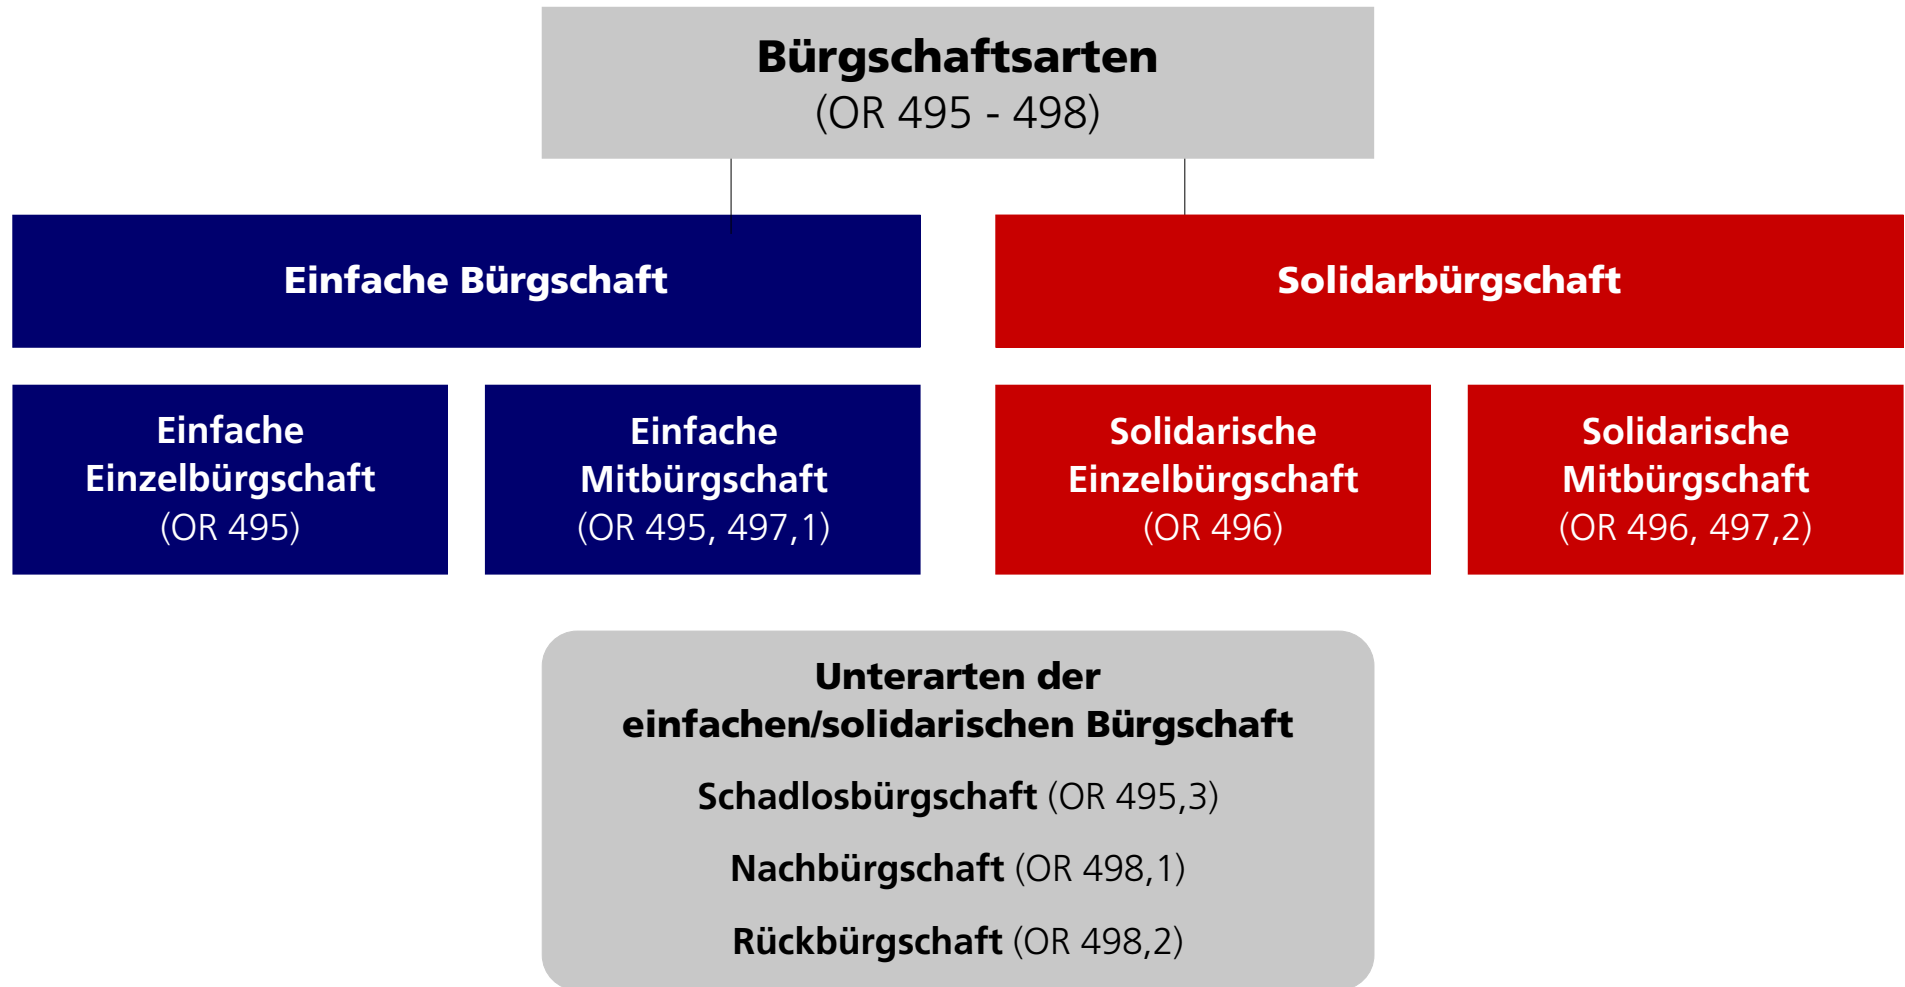 Bürgschaftsarten
(OR 495 - 498)
Einfache Bürgschaft
Solidarbürgschaft
Einfache
Einzelbürgschaft
(OR 495)
Einfache
Mitbürgschaft
(OR 495, 497,1)
Solidarische
Einzelbürgschaft
(OR 496)
Solidarische
Mitbürgschaft
(OR 496, 497,2)
Unterarten der
einfachen/solidarischen Bürgschaft
Schadlosbürgschaft (OR 495,3)
Nachbürgschaft (OR 498,1)
Rückbürgschaft (OR 498,2)